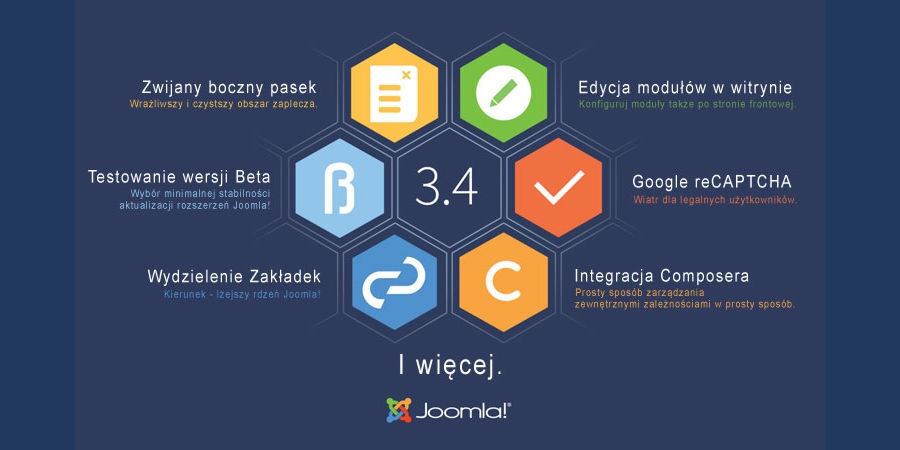 Zwijany boczny pasek
Wrażliwszy i czystszy obszar zaplecza.
Edycja modułów w witrynie
Konfiguruj moduły także po stronie frontowej.
Testowanie wersji Beta
Wybór minimalnej stabilności
aktualizacji rozszerzeń Joomla!
ß
3.4
Google reCAPTCHA
Wiatr dla legalnych użytkowników.
Wydzielenie Zakładek
Kierunek - lżejszy rdzeń Joomla!
C
Integracja Composera
Prosty sposób zarządzania
zewnętrznymi zależnościami w prosty sposób.
I więcej.
Joomla!®